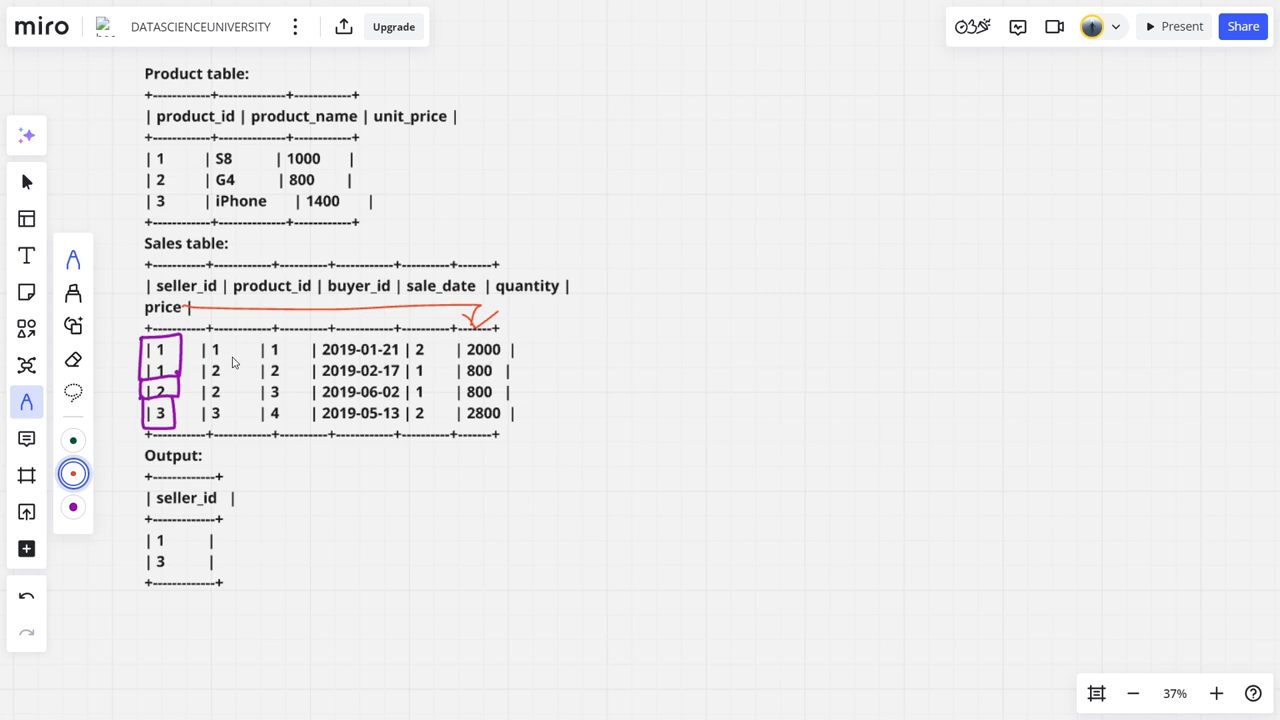 miro
DATASCIENCEUNIVERSITY
Upgrade
Present
Share
Product table:
+------------+-------------+-----------+
| product_id | product_name | unit_price |
+------------+-------------+-----------+
| 1 | S8 | 1000 |
| 2 | G4 | 800 |
| 3 | iPhone | 1400 |
+------------+-------------+-----------+
Sales table:
+-----------+------------+----------+------------+----------+-------+
| seller_id | product_id | buyer_id | sale_date | quantity |
price |
+-----------+------------+----------+------------+----------+-------+
| 1 | 1 | 1 | 2019-01-21 | 2 | 2000 |
| 1 | 2 | 2 | 2019-02-17 | 1 | 800 |
| 2 | 2 | 3 | 2019-06-02 | 1 | 800 |
| 3 | 3 | 4 | 2019-05-13 | 2 | 2800 |
+-----------+------------+----------+------------+----------+-------+
Output:
+-------------+
| seller_id |
+-------------+
| 1 |
| 3 |
+-------------+
37%